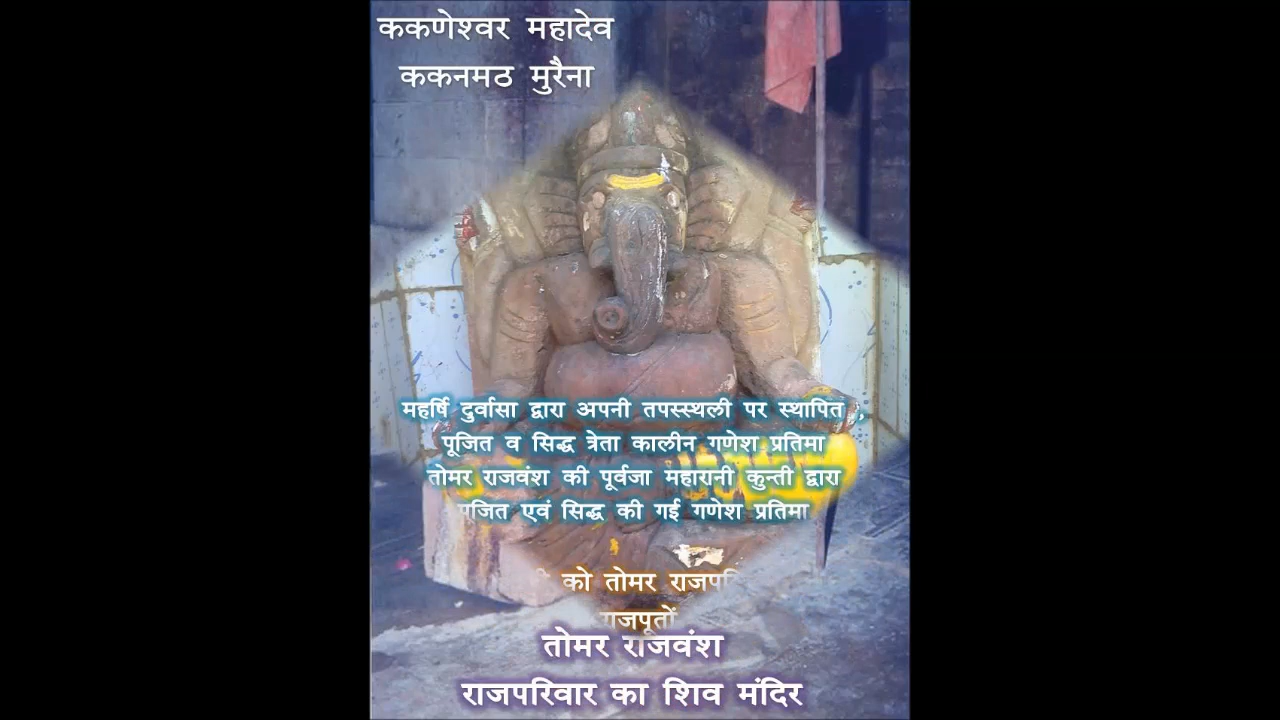 ककणेश्वर महादेव
ककनमठ मुरैना
महर्षि दुर्वासा द्वारा अपनी तपस्स्थली पर स्थापित ,
पूजित व सिद्ध त्रेता कालीन गणेश प्रतिमा
तोमर राजवंश की पूर्वजा महारानी कुन्ती द्वारा
पूजित एवं सिद्ध की गई गणेश प्रतिमा
को तोमर
राजपूतों
तोमर राजवंश
राजपरिवार का शिव मंदिर